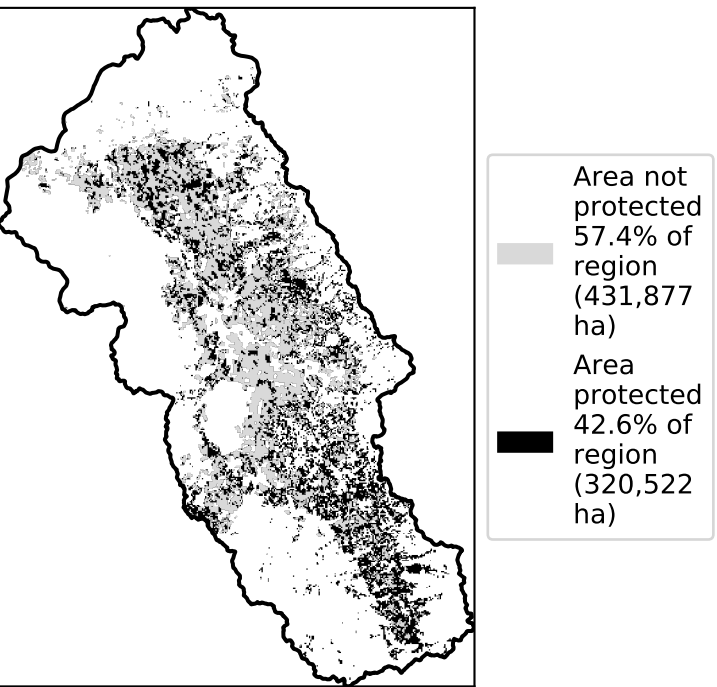 Area not
protected
57.4% of
region
(431,877
ha)
Area
protected
42.6% of
region
(320,522
ha)